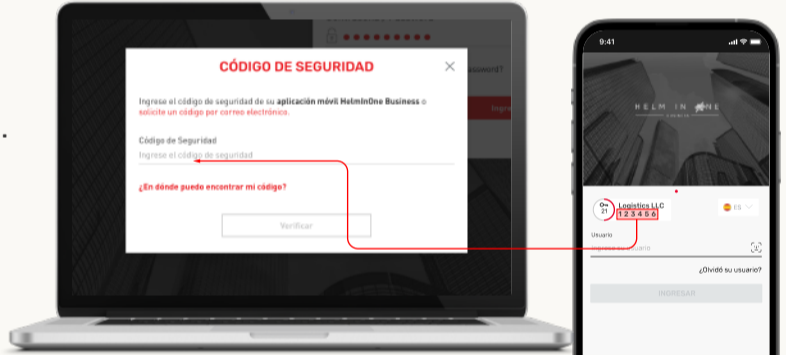 CÓDIGO DE SEGURIDAD
Ingrese el código de seguridad de su aplicación móvil HelmInOne Business o
solicite un código por correo electrónico.
Código de Seguridad
Ingrese el código de seguridad
¿En dónde puedo encontrar mi código?
Verificar
Ingre
9:41
HELM IN ONE
21
Logistics LLC
1 2 3 4 5 6
ES
Usuario
Ingrese su usuario
¿Olvidó su usuario?
INGRESAR